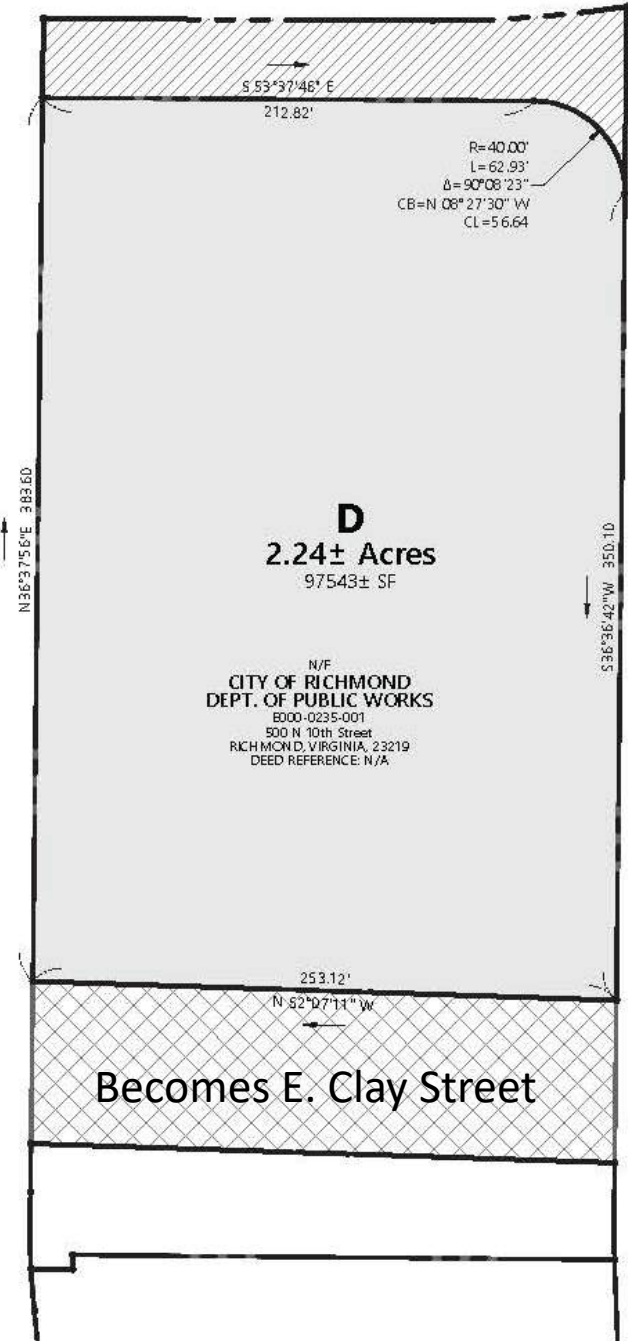 S 53°37'46" E
212.82'
R=40.00'
L=62.93'
Δ=90°08'23"
CB=N 08°27'30" W
CL=56.64
N36°37'56"E 383.60
D
2.24± Acres
97543± SF
S36°36'42"W 350.10
N/F
CITY OF RICHMOND
DEPT. OF PUBLIC WORKS
E000-0235-001
500 N 10th Street
RICHMOND, VIRGINIA, 23219
DEED REFERENCE: N/A
253.12'
N 52°07'11" W
Becomes E. Clay Street